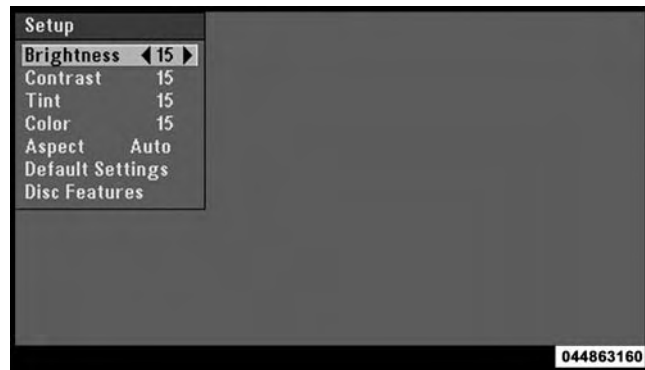 Setup
Brightness ◀ 15 ▶
Contrast 15
Tint 15
Color 15
Aspect Auto
Default Settings
Disc Features
044863160